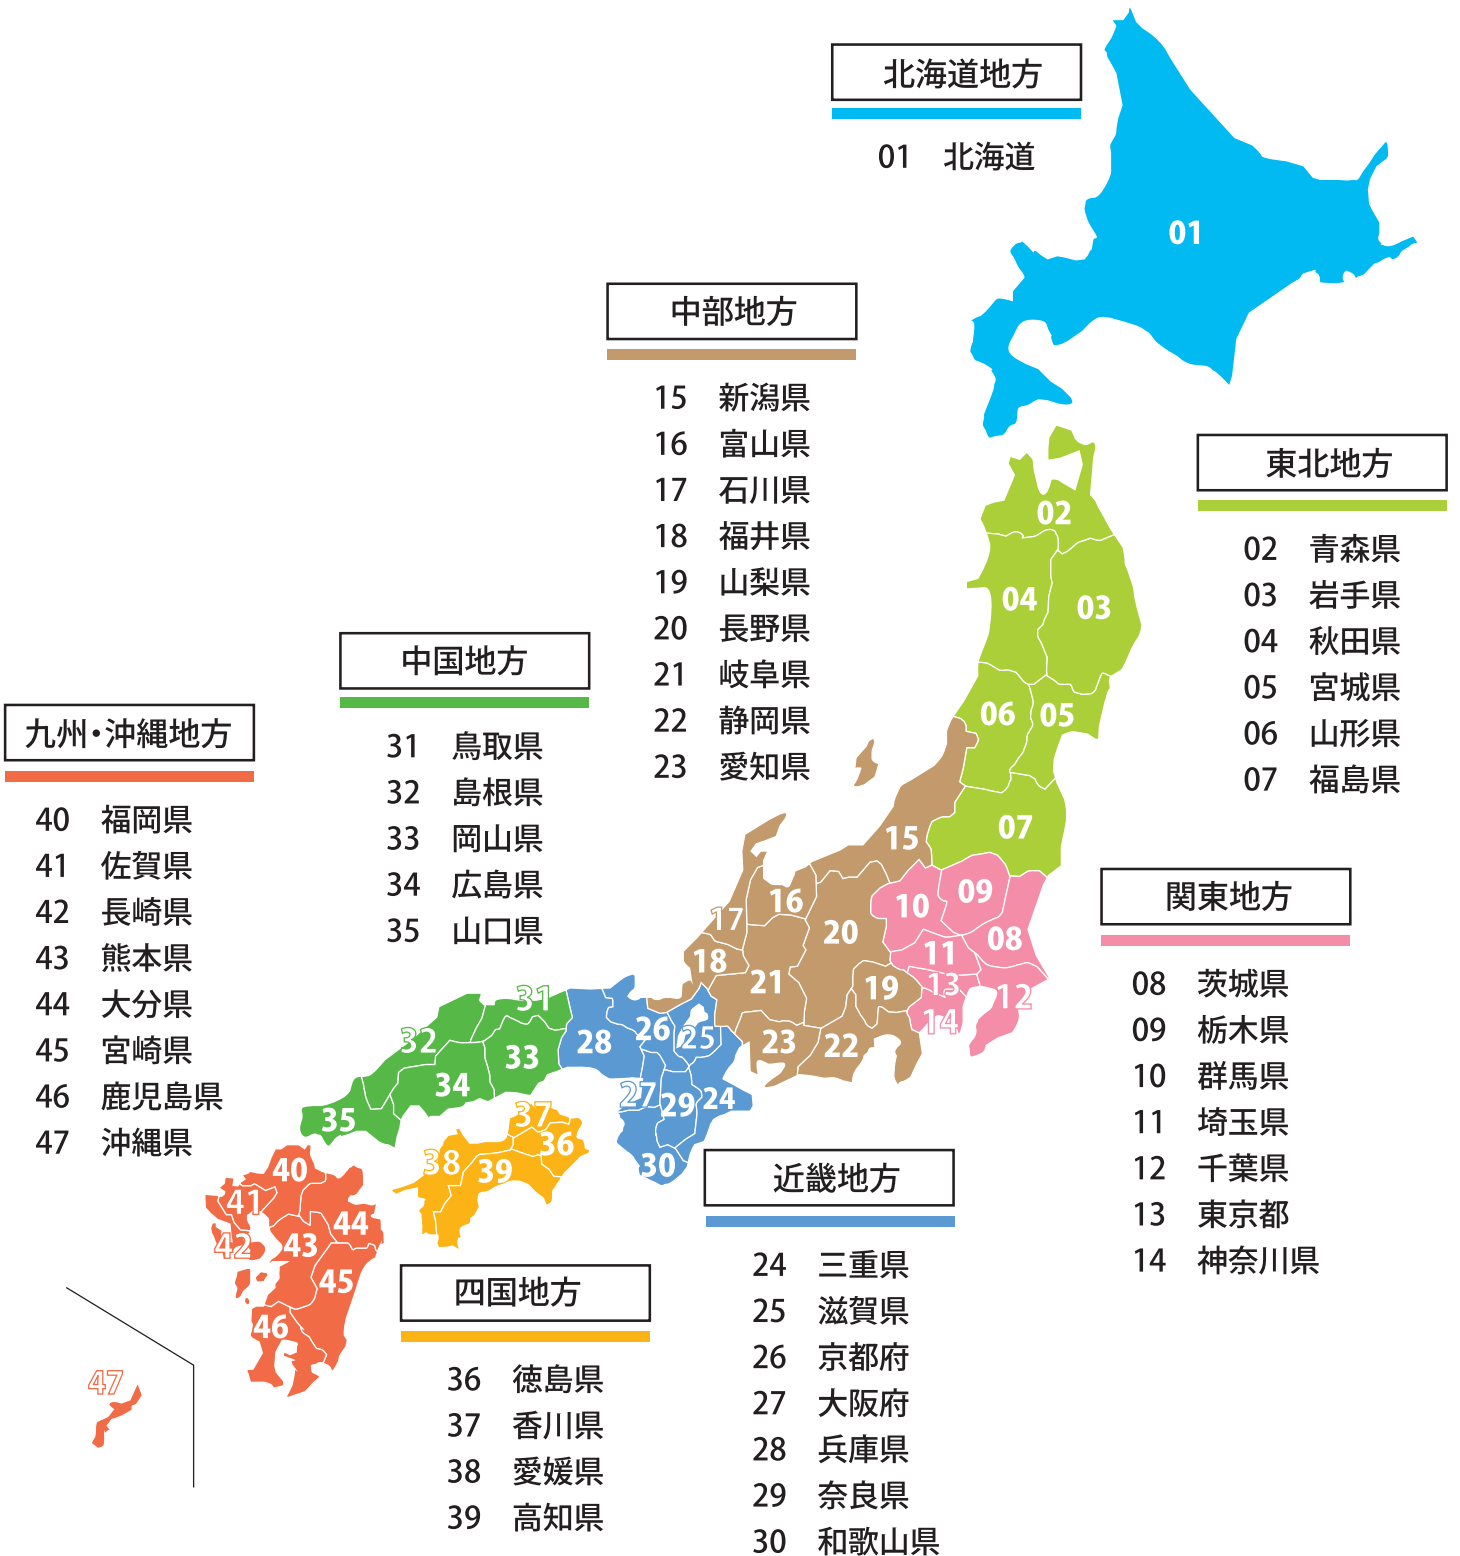 北海道地方
01 北海道
中部地方
15 新潟県
16 富山県
17 石川県
18 福井県
19 山梨県
20 長野県
21 岐阜県
22 静岡県
23 愛知県
東北地方
02 青森県
03 岩手県
04 秋田県
05 宮城県
06 山形県
07 福島県
中国地方
31 鳥取県
32 島根県
33 岡山県
34 広島県
35 山口県
九州・沖縄地方
40 福岡県
41 佐賀県
42 長崎県
43 熊本県
44 大分県
45 宮崎県
46 鹿児島県
47 沖縄県
関東地方
08 茨城県
09 栃木県
10 群馬県
11 埼玉県
12 千葉県
13 東京都
14 神奈川県
近畿地方
24 三重県
25 滋賀県
26 京都府
27 大阪府
28 兵庫県
29 奈良県
30 和歌山県
四国地方
36 徳島県
37 香川県
38 愛媛県
39 高知県
01
02
04
03
06
05
07
15
09
10
16
17
20
08
11
18
21
19
13
12
14
31
26
25
23
22
32
33
28
34
27
29
24
35
37
36
38
39
30
40
41
44
42
43
45
46
47